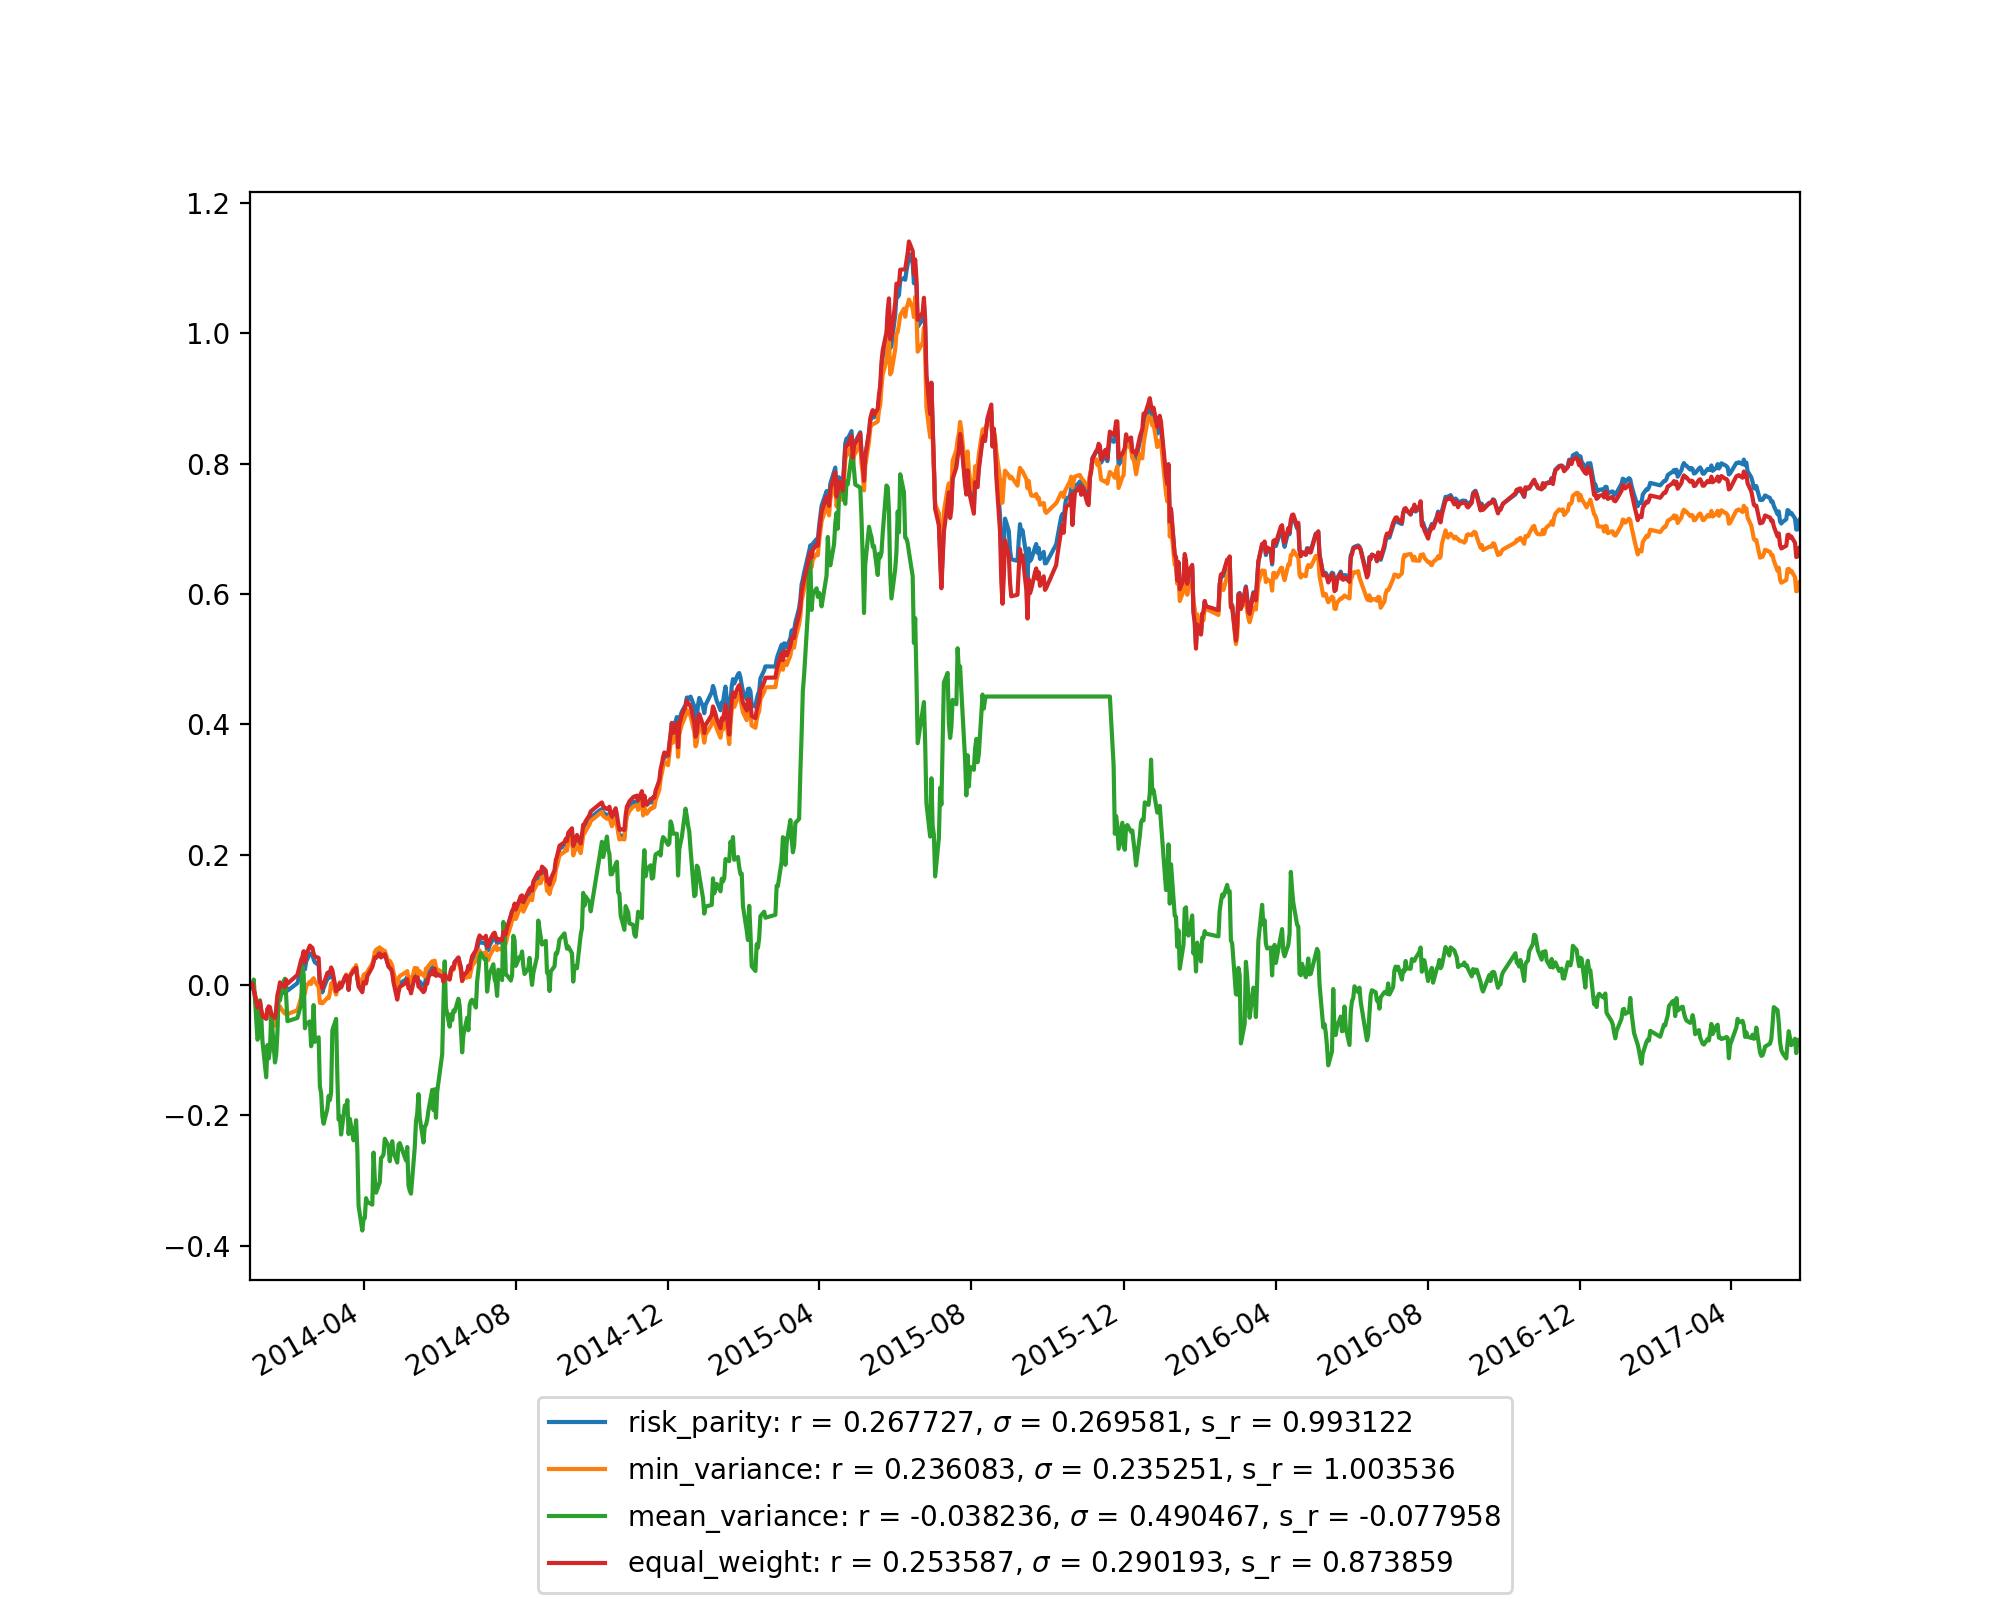 1.2
1.0
0.8
0.6
0.4
0.2
0.0
−0.2
−0.4
2014-04 2014-08 2014-12 2015-04 2015-08 2015-12 2016-04 2016-08 2016-12 2017-04
risk_parity: r = 0.267727, σ = 0.269581, s_r = 0.993122
min_variance: r = 0.236083, σ = 0.235251, s_r = 1.003536
mean_variance: r = -0.038236, σ = 0.490467, s_r = -0.077958
equal_weight: r = 0.253587, σ = 0.290193, s_r = 0.873859